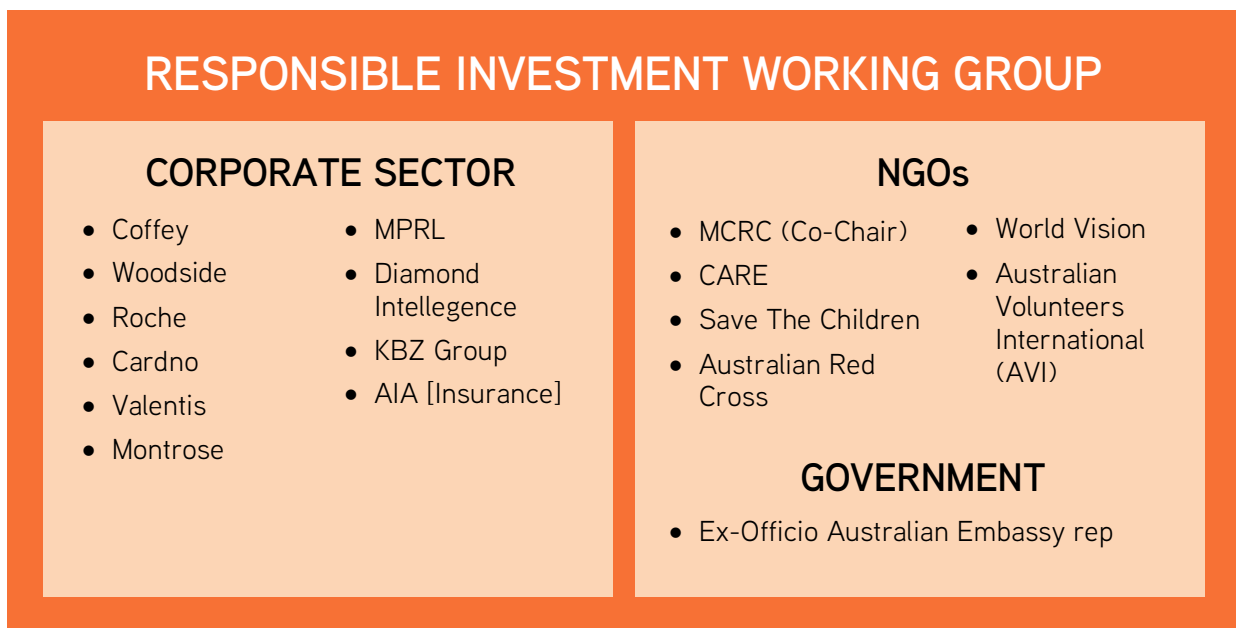 RESPONSIBLE INVESTMENT WORKING GROUP
CORPORATE SECTOR
• Coffey
• Woodside
• Roche
• Cardno
• Valentis
• Montrose
• MPRL
• Diamond
Intellegence
• KBZ Group
• AIA [Insurance]
NGOs
• MCRC (Co-Chair)
• CARE
• Save The Children
• Australian Red
Cross
• World Vision
• Australian
Volunteers
International
(AVI)
GOVERNMENT
• Ex-Officio Australian Embassy rep